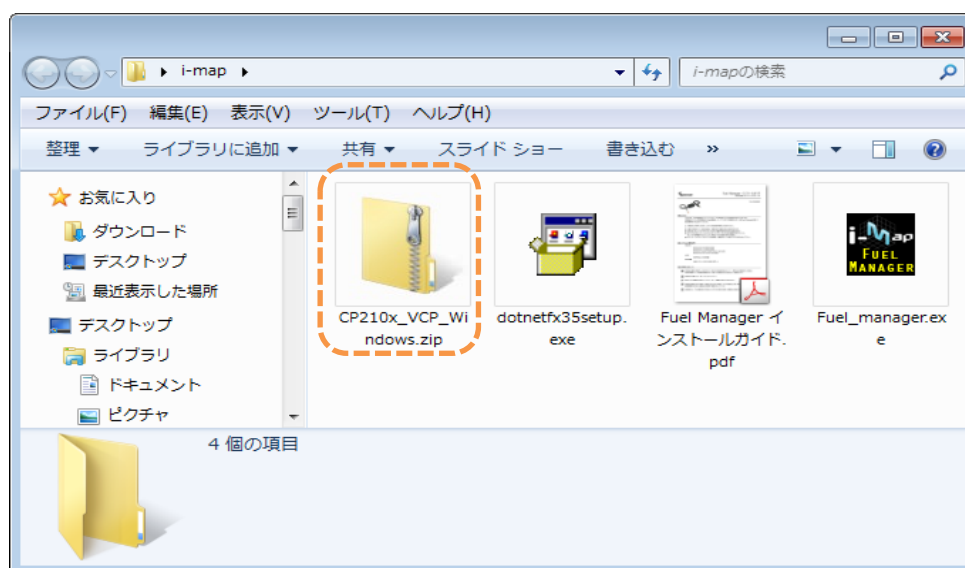 i-map
i-mapの検索
ファイル(F) 編集(E) 表示(V) ツール(T) ヘルプ(H)
整理 ライブラリに追加 共有 スライド ショー 書き込む »
お気に入り
ダウンロード
デスクトップ
最近表示した場所
デスクトップ
ライブラリ
ドキュメント
ピクチャ
CP210x_VCP_Wi
ndows.zip
dotnetfx35setup.
exe
Fuel Manager イ
ンストールガイド.
pdf
i-Map
FUEL
MANAGER
Fuel_manager.ex
e
4 個の項目